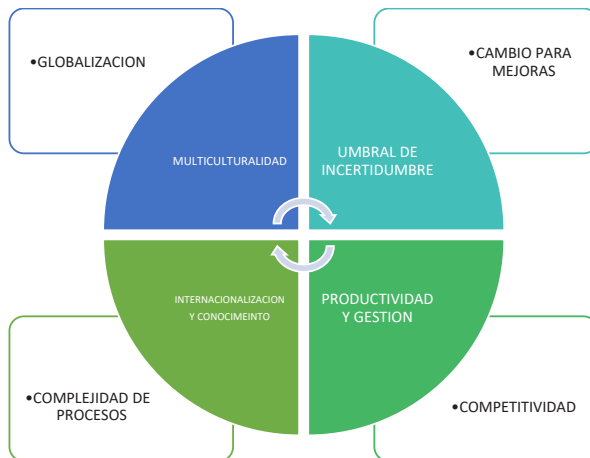 •GLOBALIZACION
•CAMBIO PARA
MEJORAS
MULTICULTURALIDAD
UMBRAL DE
INCERTIDUMBRE
INTERNACIONALIZACION
Y CONOCIMEINTO
PRODUCTIVIDAD
Y GESTION
•COMPLEJIDAD DE
PROCESOS
•COMPETITIVIDAD